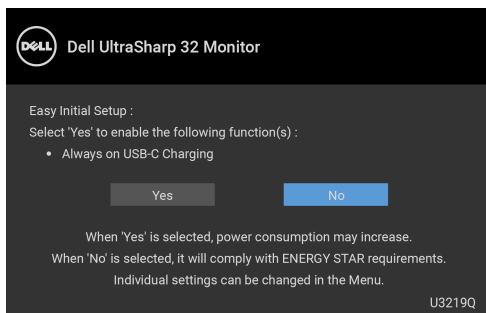 DELL Dell UltraSharp 32 Monitor
Easy Initial Setup :
Select 'Yes' to enable the following function(s) :
• Always on USB-C Charging
Yes No
When 'Yes' is selected, power consumption may increase.
When 'No' is selected, it will comply with ENERGY STAR requirements.
Individual settings can be changed in the Menu.
U3219Q